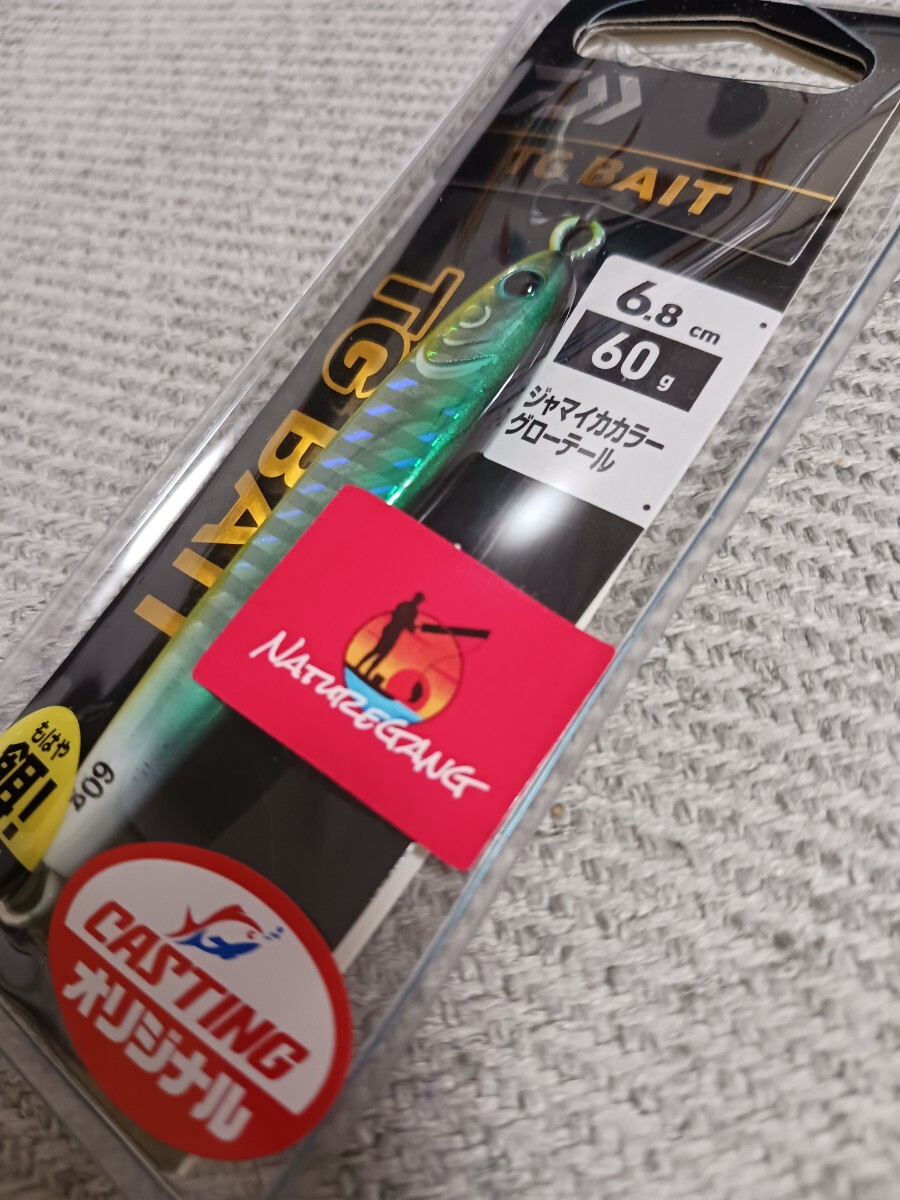 TG BAIT
6.8 cm
60 g
ジャマイカカラー
グローテール
TG BAIT
NATUREGANG
もはや
餌!
60g
CASTING
オリジナル